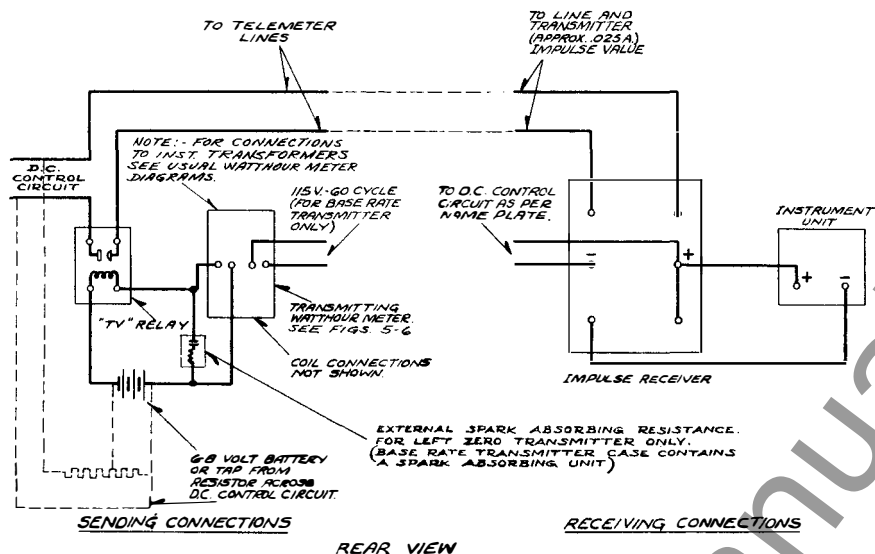 TO TELEMETER
LINES
TO LINE AND
TRANSMITTER
(APPROX. .025A.)
IMPULSE VALUE
NOTE:- FOR CONNECTIONS
TO INST. TRANSFORMERS
SEE USUAL WATTHOUR METER
DIAGRAMS.
D.C.
CONTROL
CIRCUIT
115V.-60 CYCLE
(FOR BASE RATE
TRANSMITTER
ONLY)
TO D.C. CONTROL
CIRCUIT AS PER
NAME PLATE.
INSTRUMENT
UNIT
"TV" RELAY
TRANSMITTING
WATTHOUR METER.
SEE FIGS. 5-6
COIL CONNECTIONS
NOT SHOWN.
IMPULSE RECEIVER
+
-
+
-
EXTERNAL SPARK ABSORBING RESISTANCE.
FOR LEFT ZERO TRANSMITTER ONLY.
(BASE RATE TRANSMITTER CASE CONTAINS
A SPARK ABSORBING UNIT)
6-8 VOLT BATTERY
OR TAP FROM
RESISTOR ACROSS
D.C. CONTROL CIRCUIT.
SENDING CONNECTIONS
RECEIVING CONNECTIONS
REAR VIEW